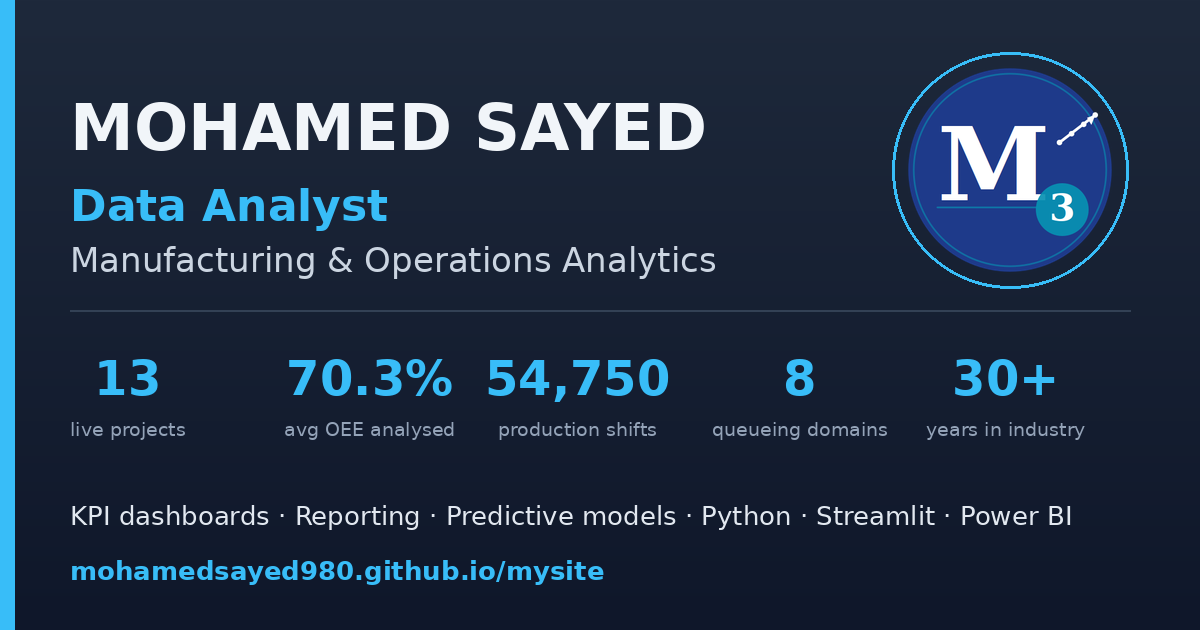 MOHAMED SAYED
Data Analyst
Manufacturing & Operations Analytics
M
3
13
live projects
70.3%
avg OEE analysed
54,750
production shifts
8
queueing domains
30+
years in industry
KPI dashboards · Reporting · Predictive models · Python · Streamlit · Power BI
mohamedsayed980.github.io/mysite